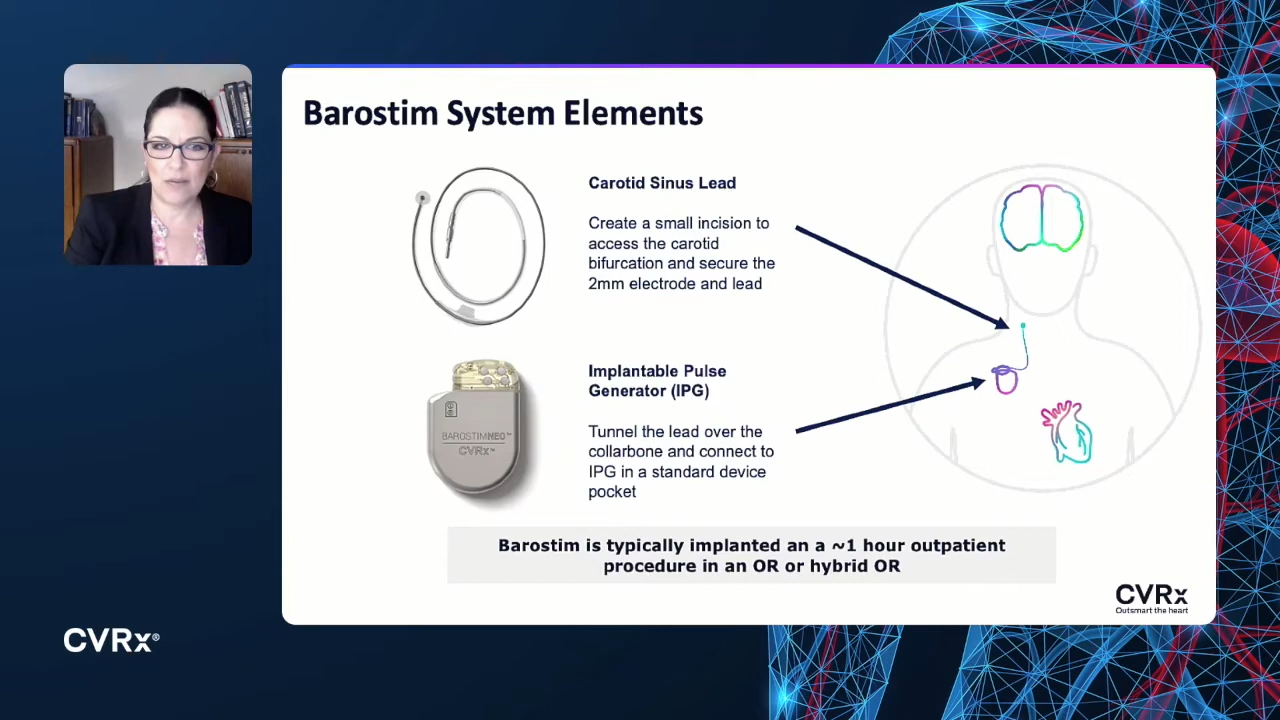 Barostim System Elements
Carotid Sinus Lead
Create a small incision to
access the carotid
bifurcation and secure the
2mm electrode and lead
Implantable Pulse
Generator (IPG)
Tunnel the lead over the
collarbone and connect to
IPG in a standard device
pocket
BAROSTIMNEO™
CVRx™
Barostim is typically implanted an a ~1 hour outpatient
procedure in an OR or hybrid OR
CVRx
Outsmart the heart
CVRx®